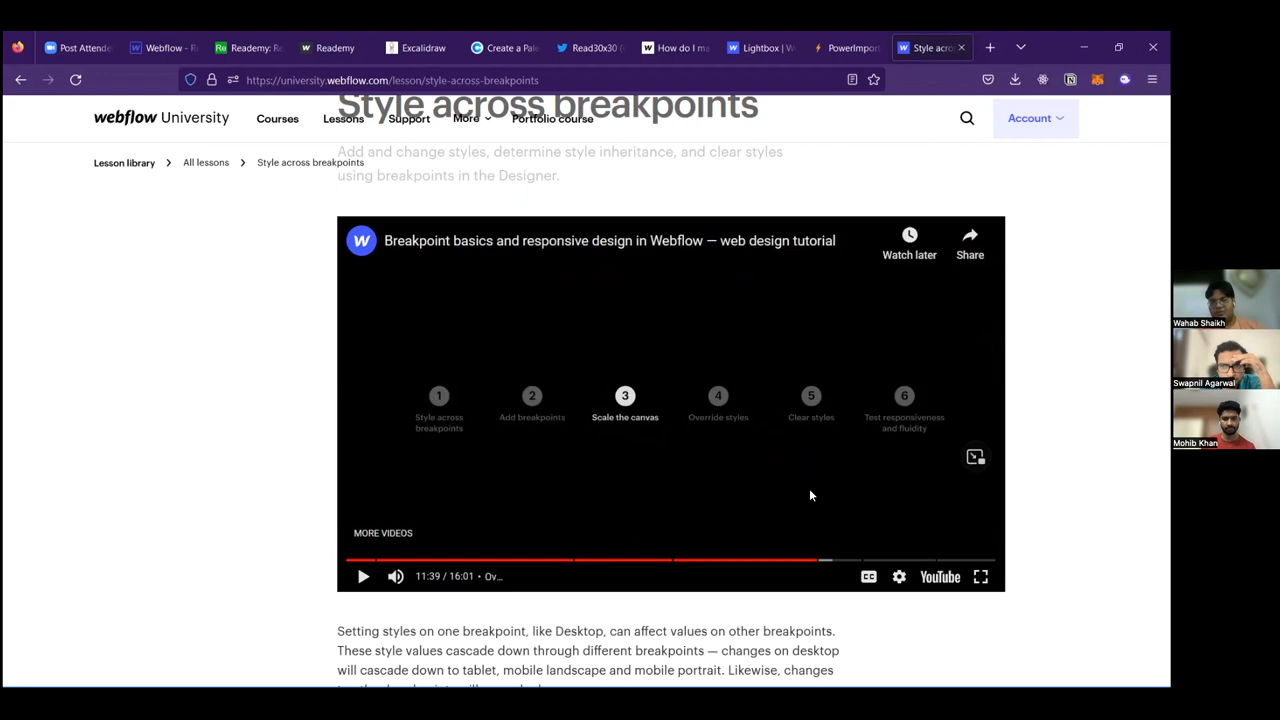 Post Attende
Webflow - R
Re Reademy: Re
Reademy
Excalidraw
Create a Pale
Read30x30 (
How do I ma
Lightbox | W
PowerImport
Style acro
https://university.webflow.com/lesson/style-across-breakpoints
Style across breakpoints
webflow University
Courses
Lessons
Support
More
Portfolio course
Account
Add and change styles, determine style inheritance, and clear styles
using breakpoints in the Designer.
Lesson library
All lessons
Style across breakpoints
W
Breakpoint basics and responsive design in Webflow — web design tutorial
Watch later
Share
1
2
3
4
5
6
Style across
breakpoints
Add breakpoints
Scale the canvas
Override styles
Clear styles
Test responsiveness
and fluidity
MORE VIDEOS
11:39 / 16:01 • Ov...
CC
YouTube
Setting styles on one breakpoint, like Desktop, can affect values on other breakpoints.
These style values cascade down through different breakpoints — changes on desktop
will cascade down to tablet, mobile landscape and mobile portrait. Likewise, changes
Wahab Shaikh
Swapnil Agarwal
Mohib Khan